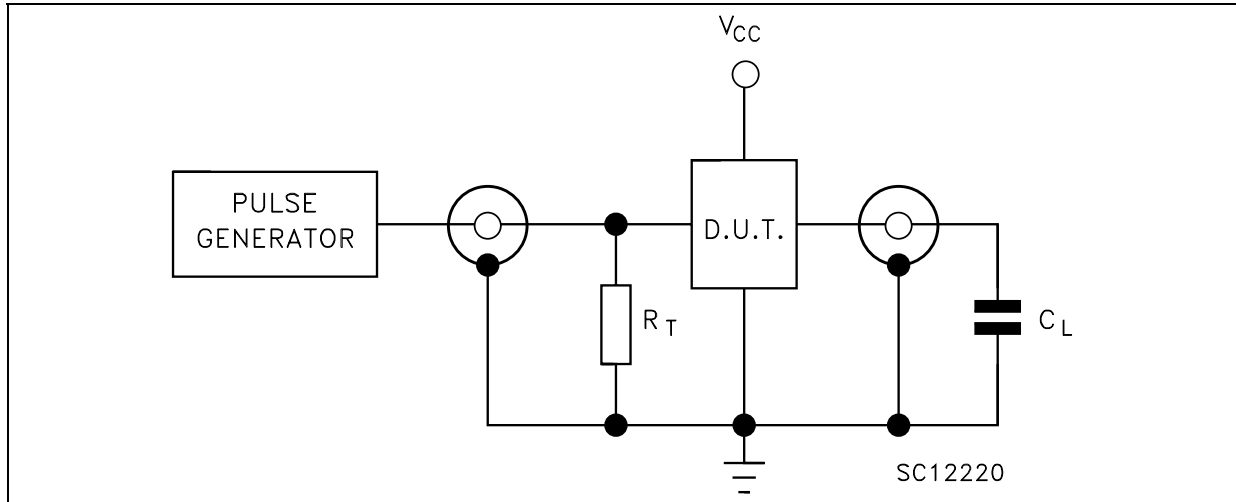 VCC
PULSE
GENERATOR
D.U.T.
RT
CL
SC12220